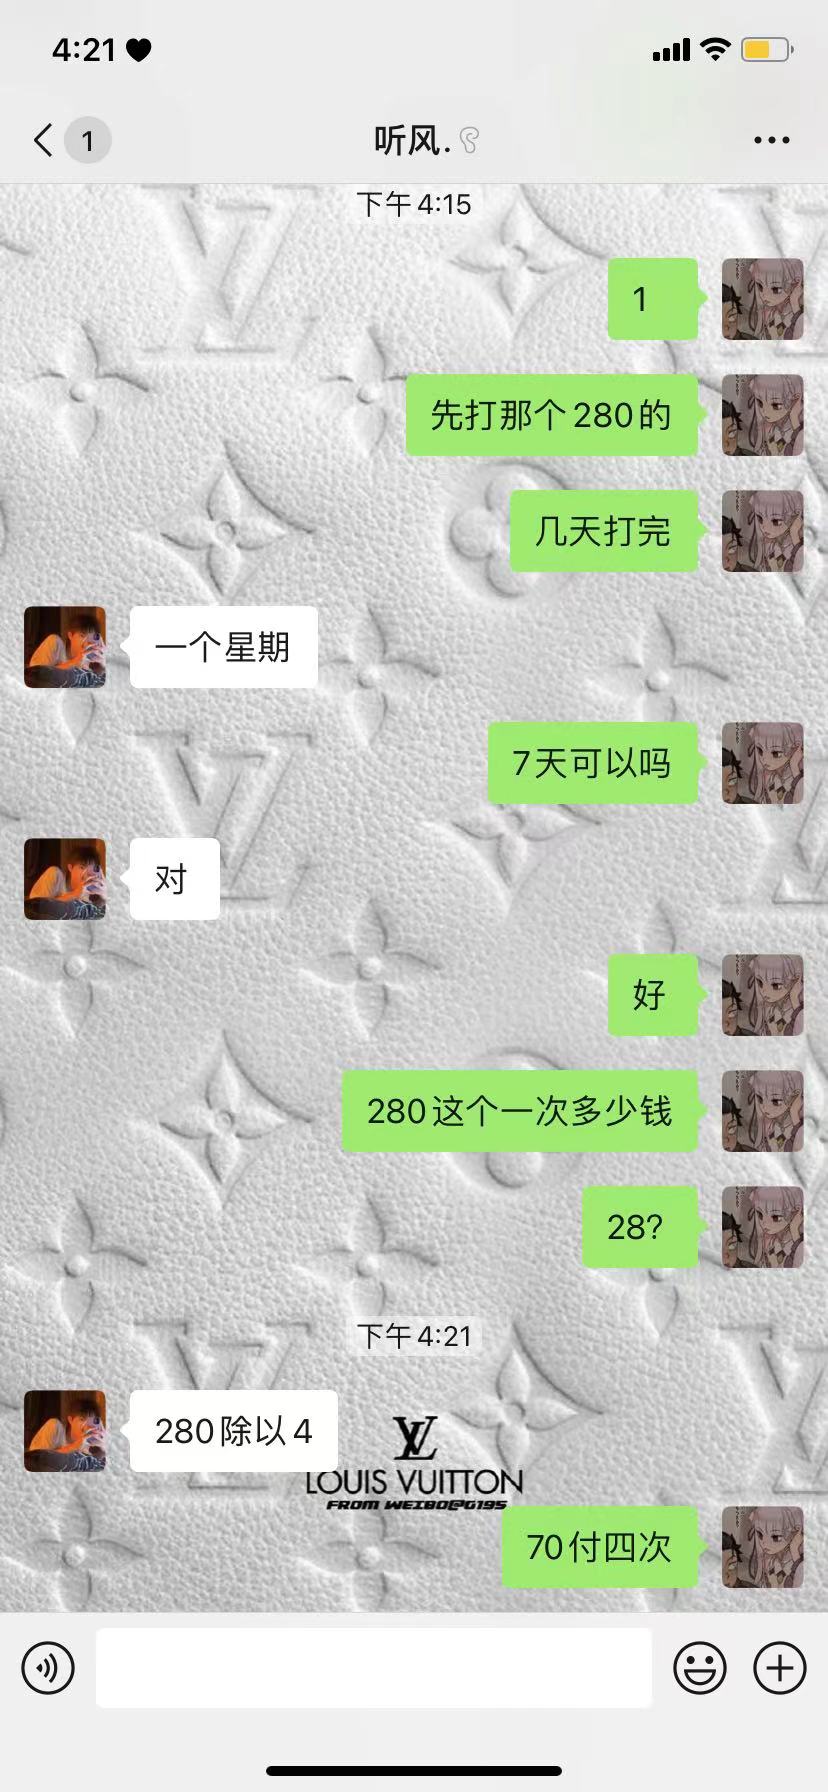 4:21
1
听风.
下午 4:15
1
先打那个280的
几天打完
一个星期
7天可以吗
对
好
280这个一次多少钱
28?
下午 4:21
280除以4
LV
LOUIS VUITTON
FROM WEIBO@G195
70付四次